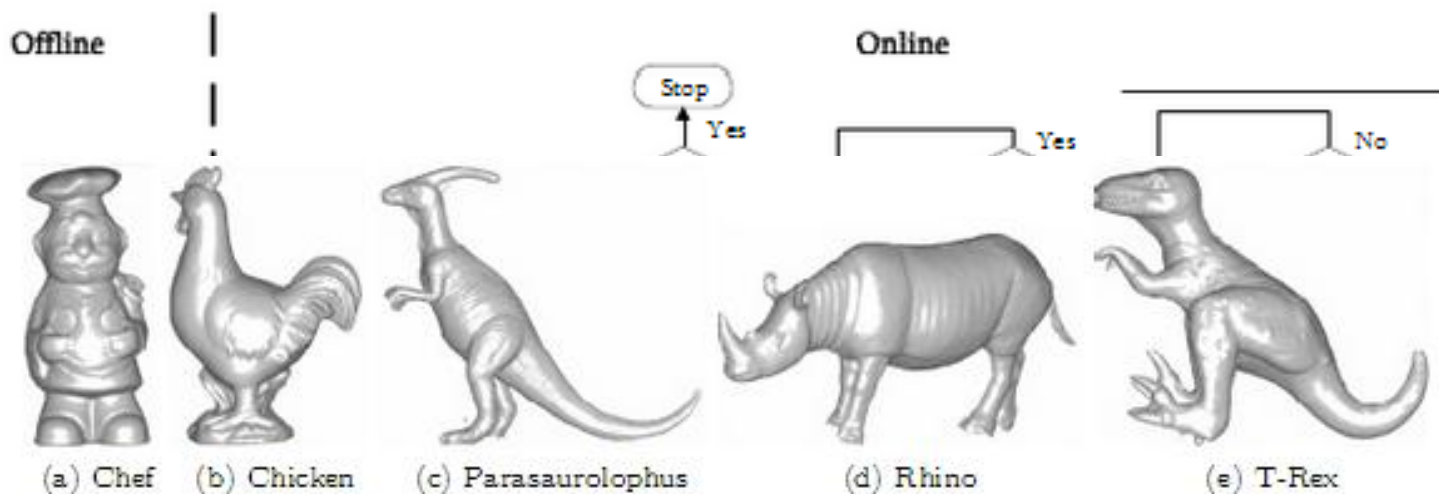 Offline
Online
Stop
Yes
Yes
No
(a) Chef
(b) Chicken
(c) Parasaurolophus
(d) Rhino
(e) T-Rex